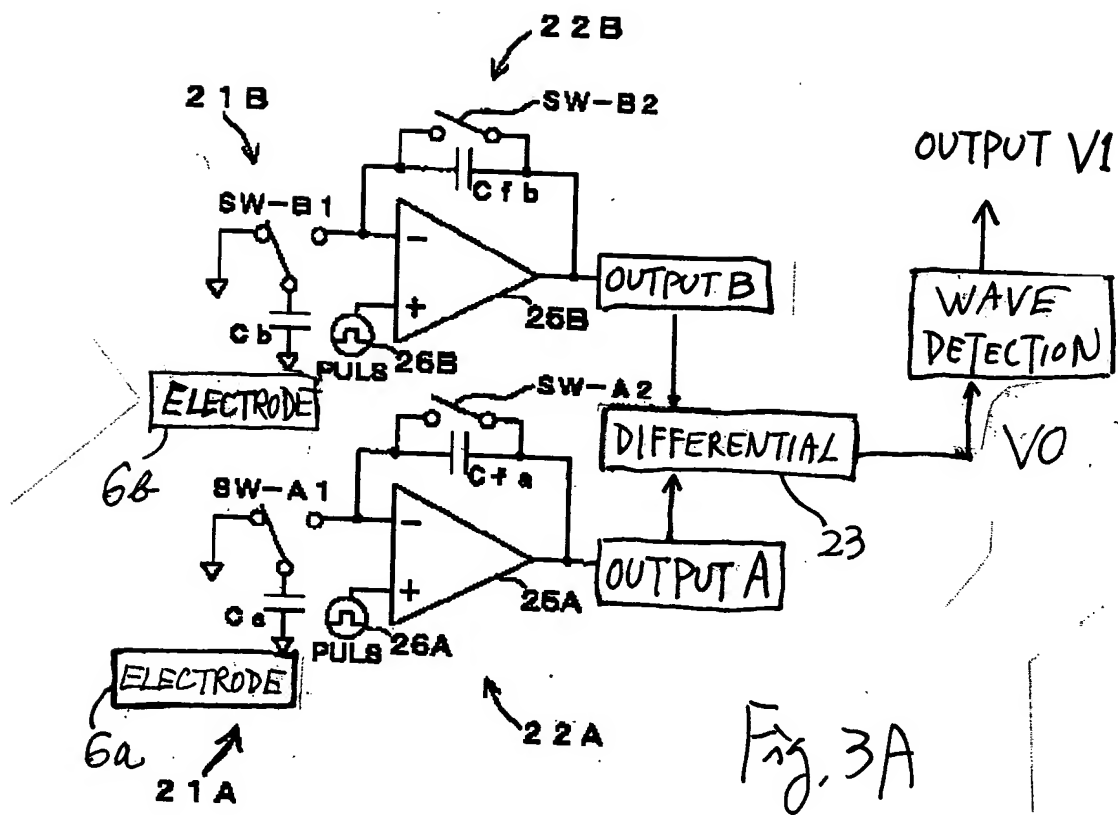 22B
21B
SW-B2
OUTPUT V1
Cfb
SW-B1
−
+
25B
OUTPUT B
WAVE
DETECTION
Cb
PULS
26B
ELECTRODE
6b
SW-A2
DIFFERENTIAL
V0
23
Cfa
SW-A1
−
+
25A
OUTPUT A
Ca
PULS
26A
ELECTRODE
6a
22A
21A
Fig. 3A